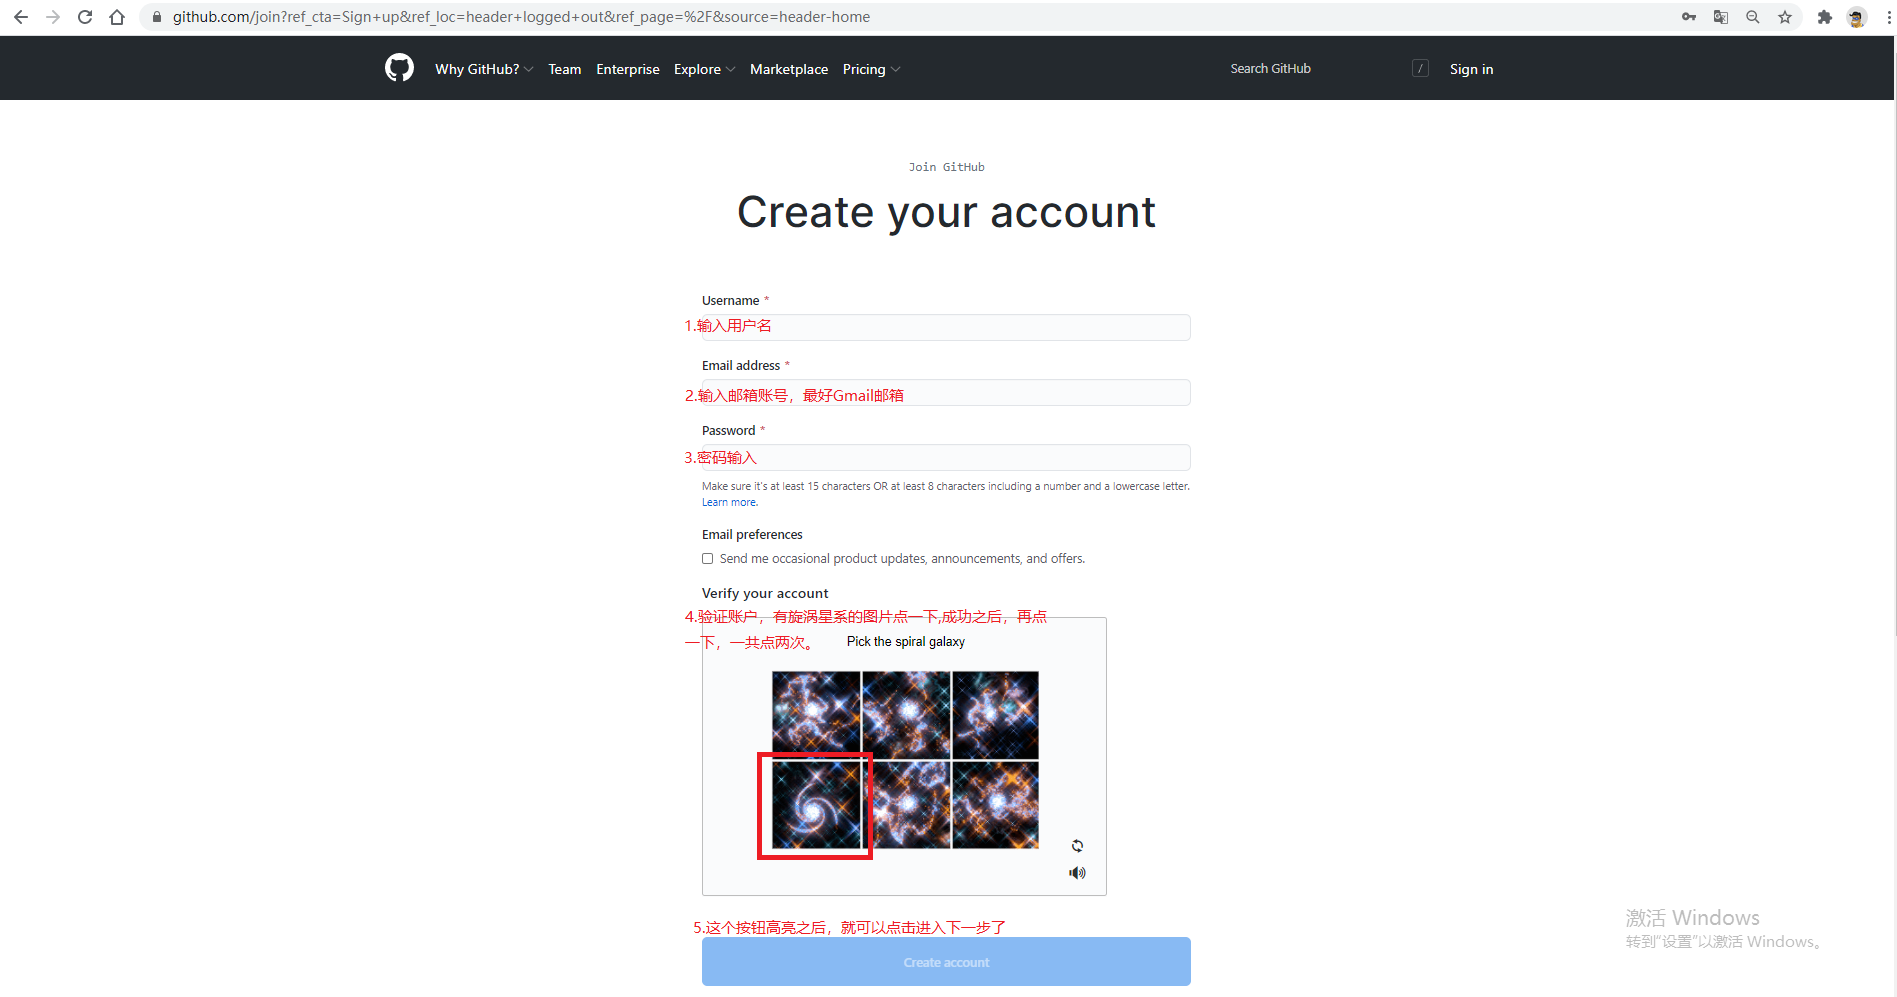 github.com/join?ref_cta=Sign+up&ref_loc=header+logged+out&ref_page=%2F&source=header-home
Why GitHub? Team Enterprise Explore Marketplace Pricing Search GitHub / Sign in
Join GitHub
Create your account
Username *
1.输入用户名
Email address *
2.输入邮箱账号，最好Gmail邮箱
Password *
3.密码输入
Make sure it's at least 15 characters OR at least 8 characters including a number and a lowercase letter.
Learn more.
Email preferences
Send me occasional product updates, announcements, and offers.
Verify your account
4.验证账户，有旋涡星系的图片点一下,成功之后，再点
一下，一共点两次。
Pick the spiral galaxy
5.这个按钮高亮之后，就可以点击进入下一步了
Create account
激活 Windows
转到“设置”以激活 Windows。